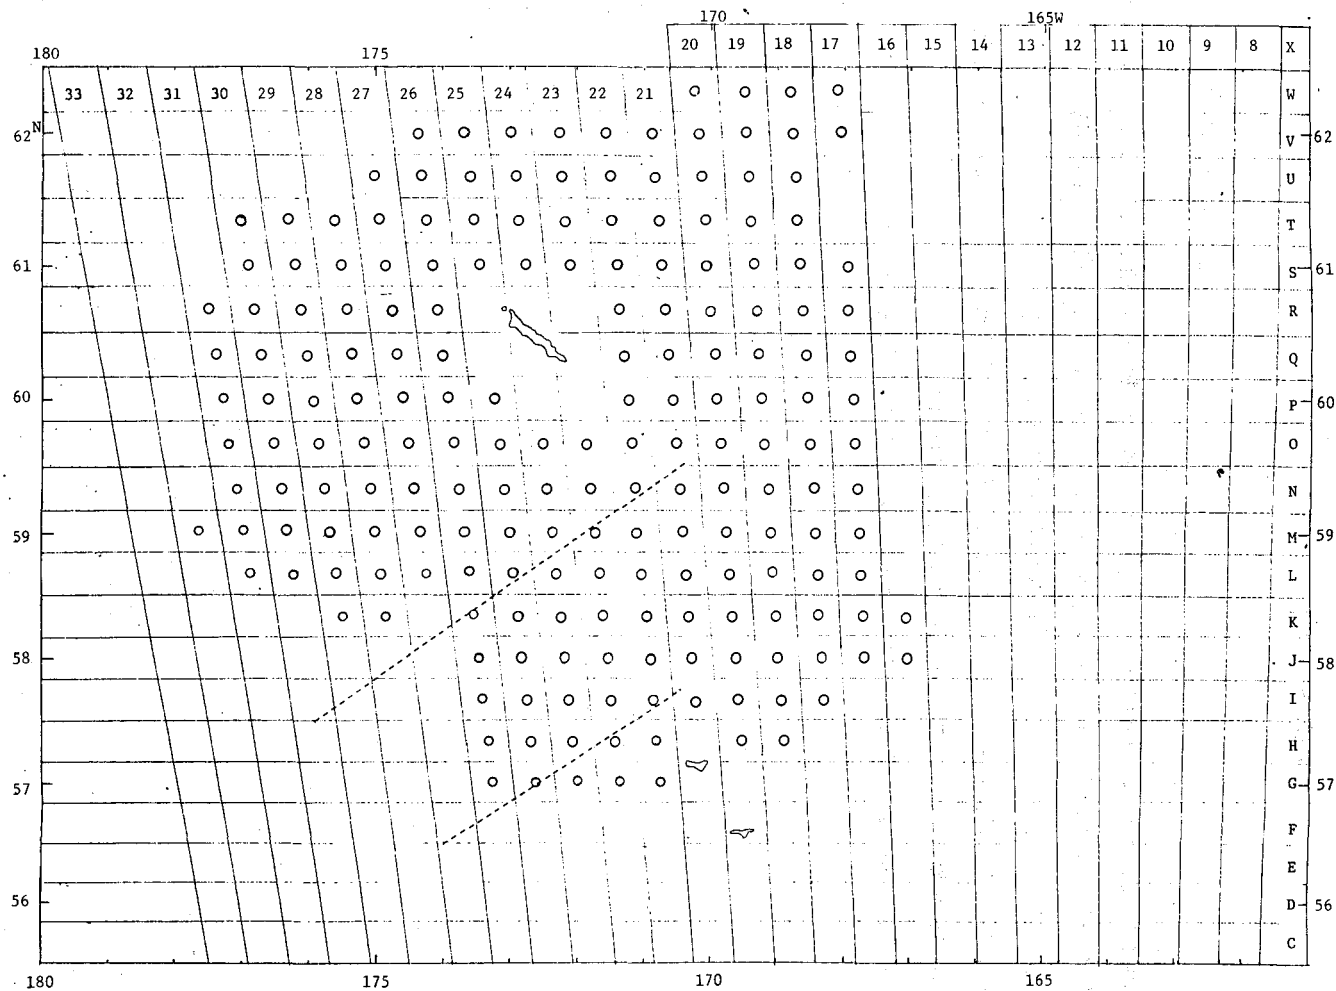 170 165W
180 175 20 19 18 17 16 15 14 13 12 11 10 9 8 X
33 32 31 30 29 28 27 26 25 24 23 22 21 W
62N V 62
U
T
61 S 61
R
Q
60 P 60
O
N
59 M 59
L
K
58 J 58
I
H
57 G 57
F
E
56 D 56
C
180 175 170 165